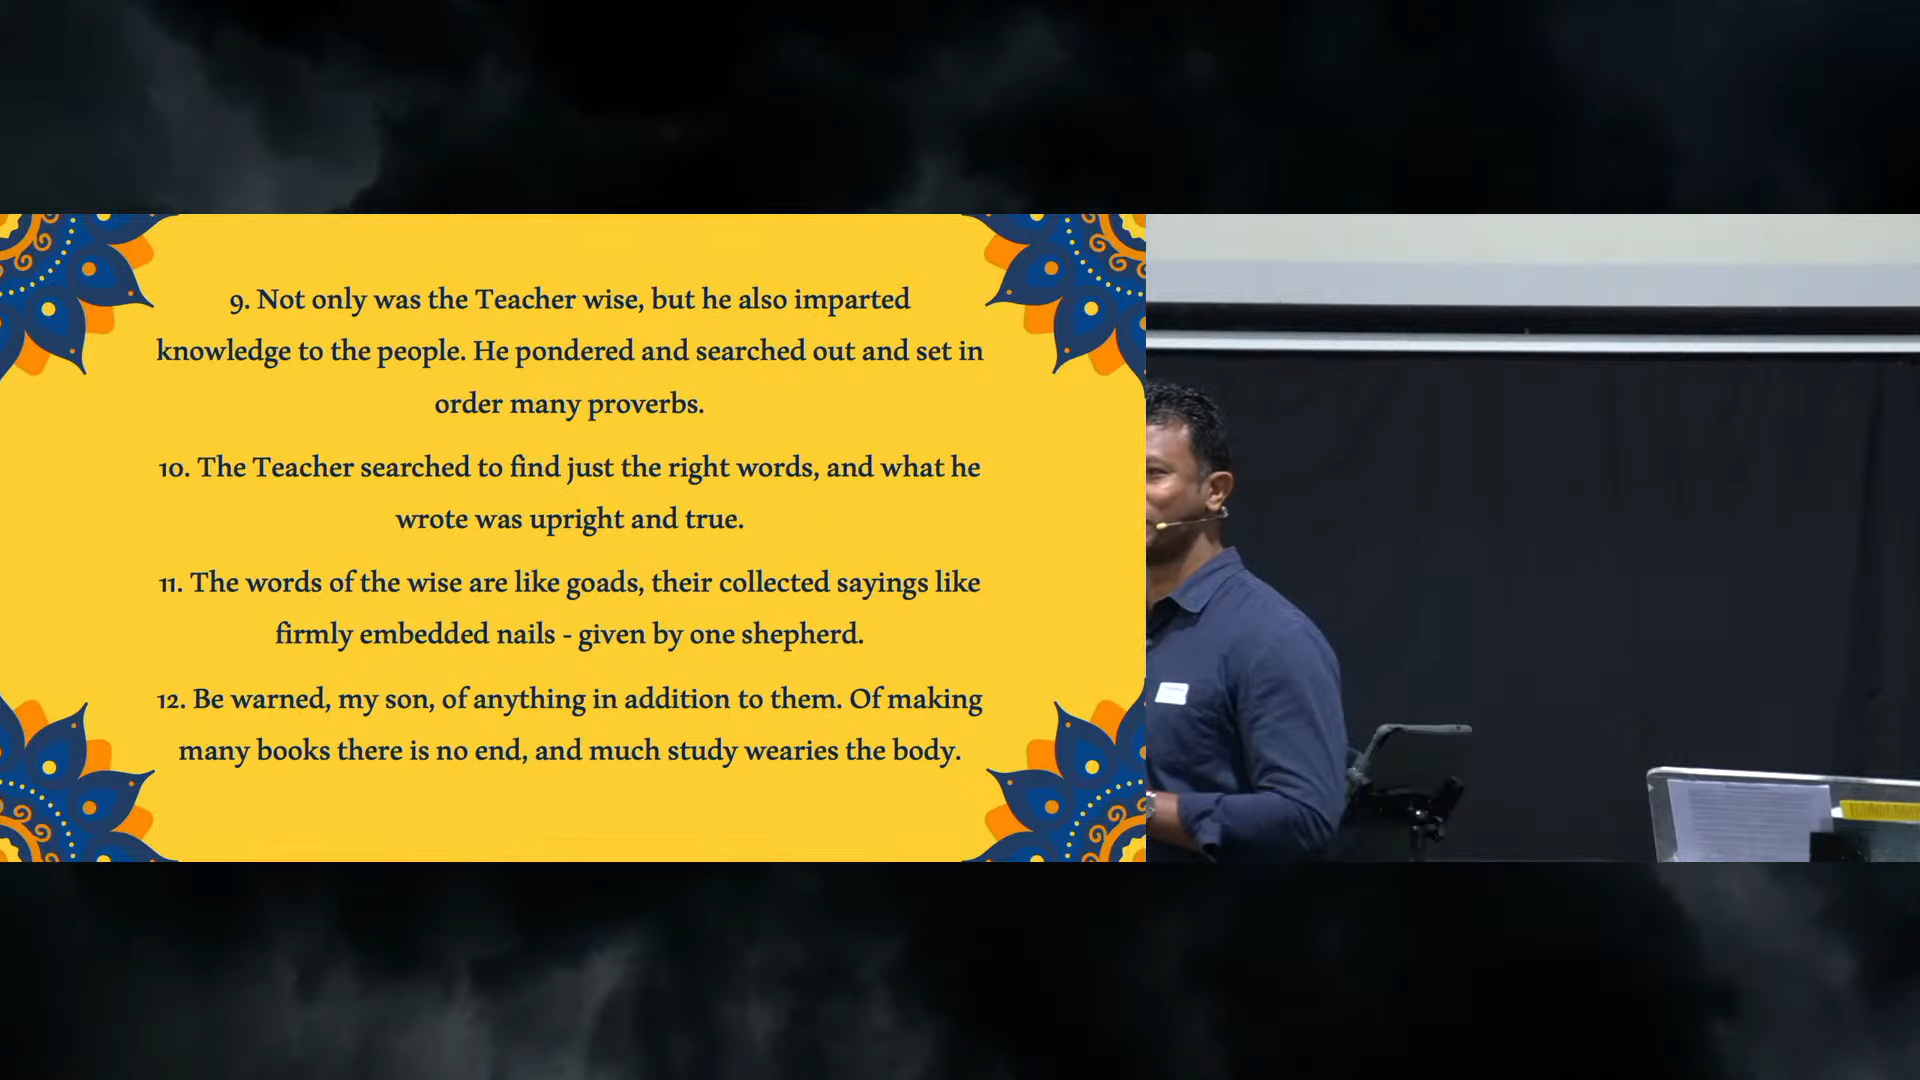 9. Not only was the Teacher wise, but he also imparted
knowledge to the people. He pondered and searched out and set in
order many proverbs.
10. The Teacher searched to find just the right words, and what he
wrote was upright and true.
11. The words of the wise are like goads, their collected sayings like
firmly embedded nails - given by one shepherd.
12. Be warned, my son, of anything in addition to them. Of making
many books there is no end, and much study wearies the body.